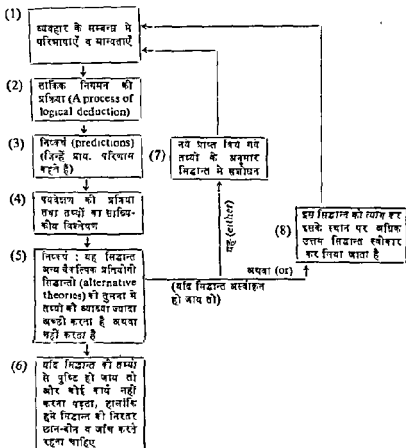 (1)
व्यवहार के सम्बन्ध में
परिभाषाएँ व मान्यताएँ
(2)
तार्किक निगमन की
प्रक्रिया (A process of
logical deduction)
(3)
निष्कर्ष (predictions)
(जिन्हें प्राय. परिणाम
कहते हैं)
(4)
पर्यवेक्षण की प्रक्रिया
तथा तथ्यों का सांख्यि-
कीय विश्लेषण
(5)
निष्कर्ष : यह सिद्धान्त
अन्य वैकल्पिक प्रतियोगी
सिद्धान्तों (alternative
theories) की तुलना में
तथ्यों की व्याख्या ज्यादा
अच्छी करता है अथवा
नहीं करता है
(6)
यदि सिद्धान्त की तथ्यों
से पुष्टि हो जाय तो
और कोई कार्य नहीं
करना पड़ता, हालांकि
हमें सिद्धान्त की निरंतर
छान-बीन व जाँच करते
रहना चाहिए
(7)
नये प्राप्त किये गये
तथ्यों के अनुसार
सिद्धान्त में संशोधन
यह (either)
अथवा (or)
(यदि सिद्धान्त अस्वीकृत
हो जाय तो)
(8)
इस सिद्धान्त को त्याग कर
इसके स्थान पर अधिक
उत्तम सिद्धान्त स्वीकार
कर लिया जाता है